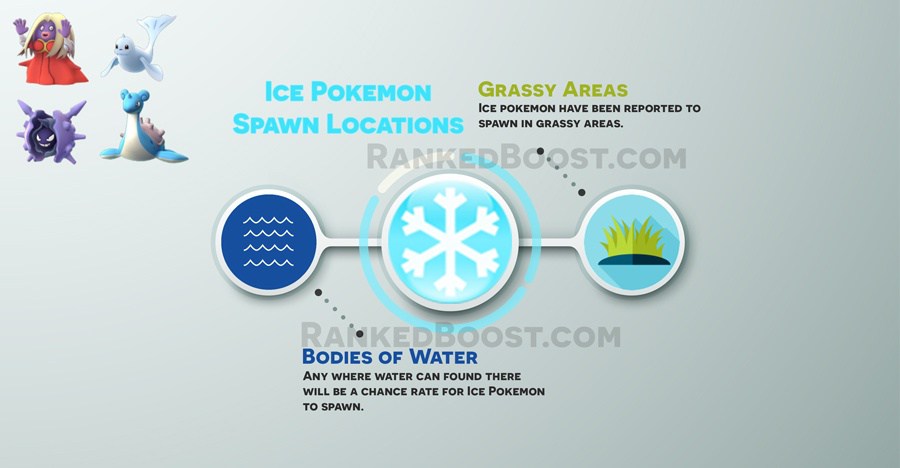 Ice Pokemon
Spawn Locations
Grassy Areas
Ice pokemon have been reported to
spawn in grassy areas.
RankedBoost.com
RankedBoost.com
Bodies of Water
Any where water can found there
will be a chance rate for Ice Pokemon
to spawn.